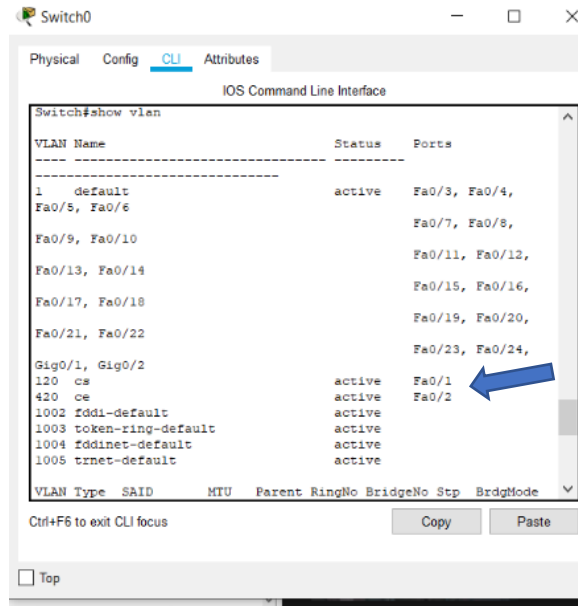 Switch0
Physical Config CLI Attributes
IOS Command Line Interface
Switch#show vlan
VLAN Name Status Ports
---- -------------------------------- ---------
-------------------------------
1 default active Fa0/3, Fa0/4,
Fa0/5, Fa0/6
Fa0/7, Fa0/8,
Fa0/9, Fa0/10
Fa0/11, Fa0/12,
Fa0/13, Fa0/14
Fa0/15, Fa0/16,
Fa0/17, Fa0/18
Fa0/19, Fa0/20,
Fa0/21, Fa0/22
Fa0/23, Fa0/24,
Gig0/1, Gig0/2
120 cs active Fa0/1
420 ce active Fa0/2
1002 fddi-default active
1003 token-ring-default active
1004 fddinet-default active
1005 trnet-default active
VLAN Type SAID MTU Parent RingNo BridgeNo Stp BrdgMode
Ctrl+F6 to exit CLI focus
Copy Paste
Top